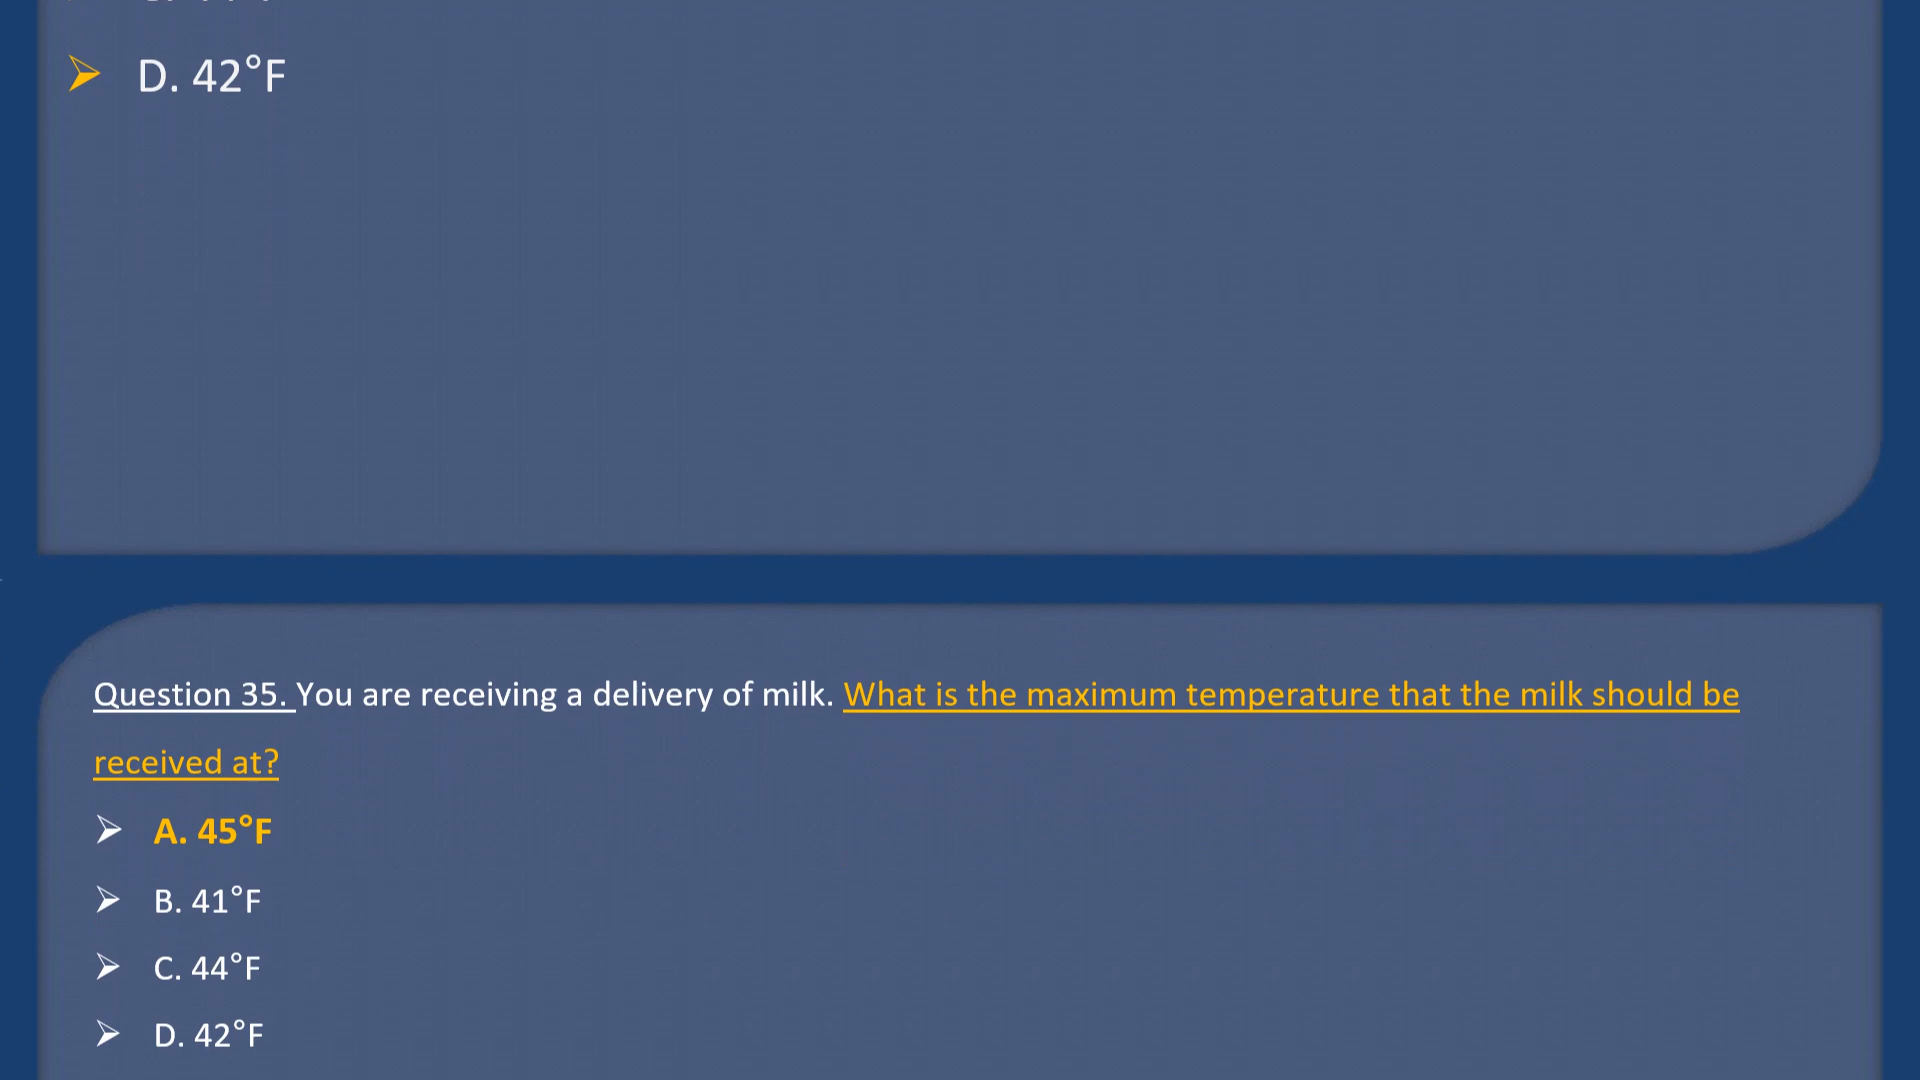 D. 42°F
Question 35. You are receiving a delivery of milk. What is the maximum temperature that the milk should be
received at?
A. 45°F
B. 41°F
C. 44°F
D. 42°F